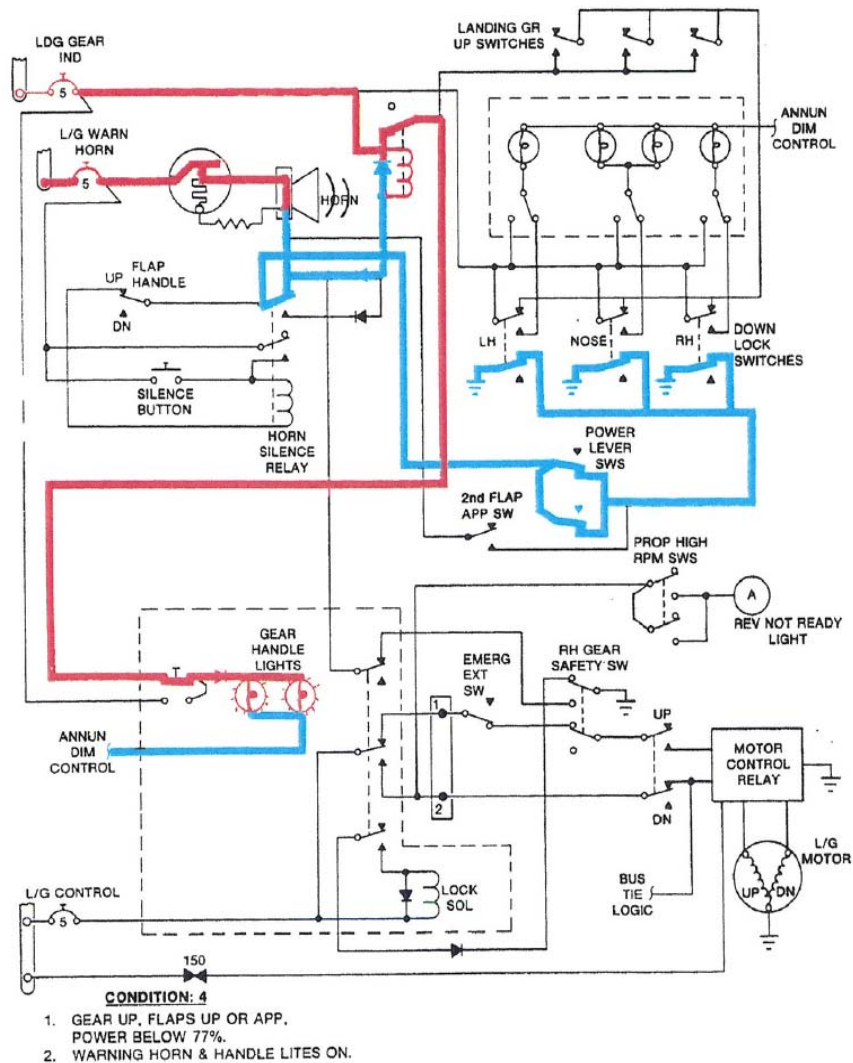 LDG GEAR
IND
5
L/G WARN
HORN
5
HORN
LANDING GR
UP SWITCHES
ANNUN
DIM
CONTROL
FLAP
HANDLE
UP
DN
SILENCE
BUTTON
HORN
SILENCE
RELAY
LH
NOSE
RH
DOWN
LOCK
SWITCHES
POWER
LEVER
SWS
2nd FLAP
APP SW
PROP HIGH
RPM SWS
A
REV NOT READY
LIGHT
GEAR
HANDLE
LIGHTS
EMERG
EXT
SW
RH GEAR
SAFETY SW
ANNUN
DIM
CONTROL
1
2
UP
DN
MOTOR
CONTROL
RELAY
L/G
MOTOR
UP
DN
BUS
TIE
LOGIC
LOCK
SOL
L/G CONTROL
5
150
CONDITION: 4
1. GEAR UP, FLAPS UP OR APP,
POWER BELOW 77%.
2. WARNING HORN & HANDLE LITES ON.